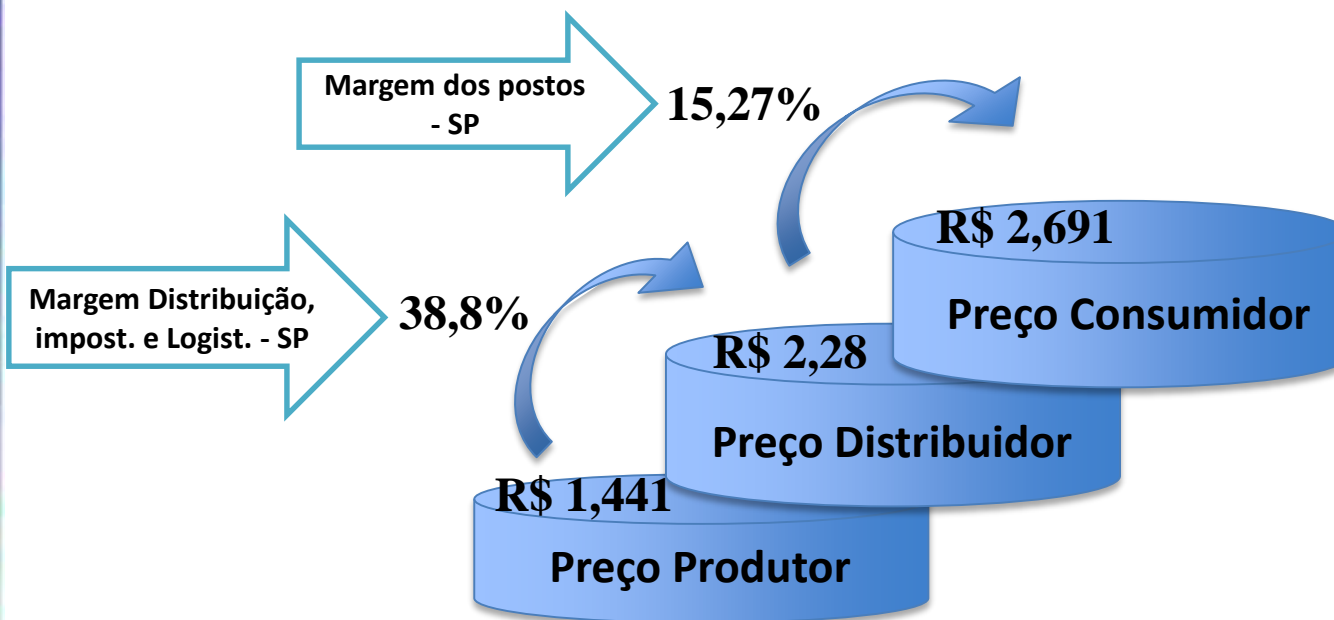 Margem dos postos
- SP
15,27%
R$ 2,691
Preço Consumidor
Margem Distribuição,
impost. e Logist. - SP
38,8%
R$ 2,28
Preço Distribuidor
R$ 1,441
Preço Produtor